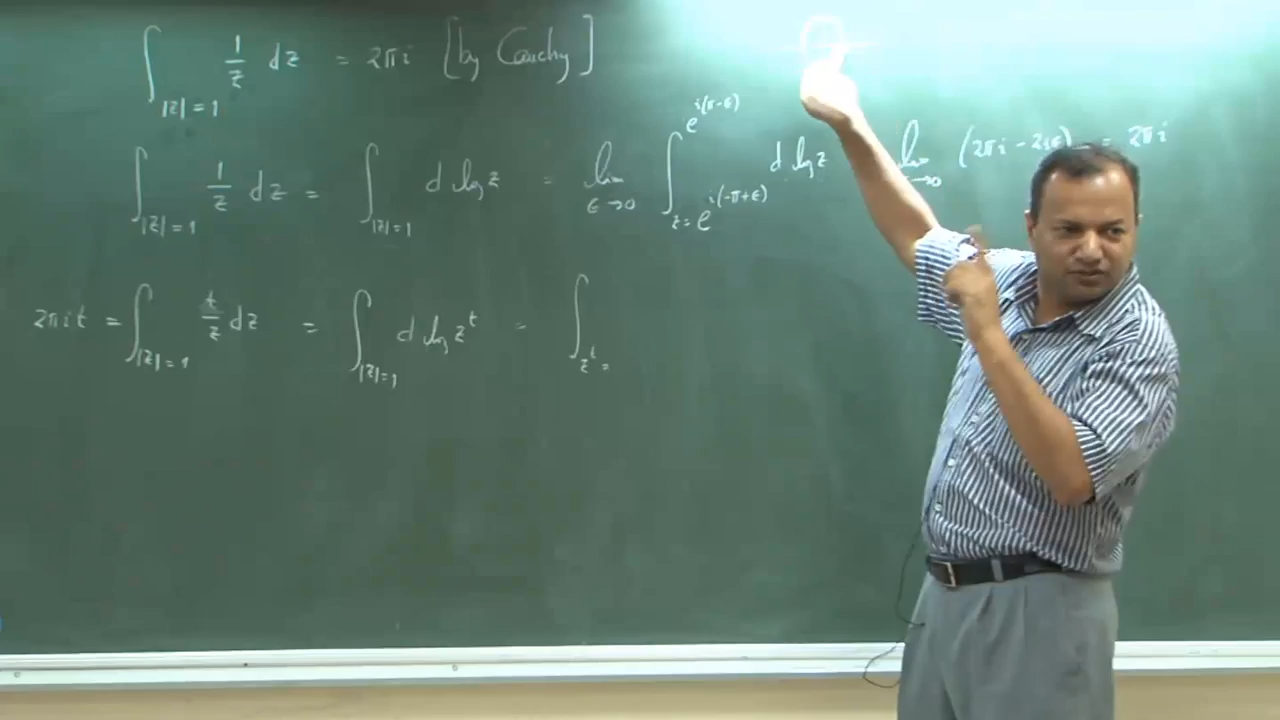 ∫_{|z|=1} 1/z dz = 2πi [by Cauchy]
∫_{|z|=1} 1/z dz = ∫_{|z|=1} d log z = lim_{ε→0} ∫_{z=e^{i(-π+ε)}}^{e^{i(π-ε)}} d log z lim_{→0} (2πi - 2iε) = 2πi
2πit = ∫_{|z|=1} t/z dz = ∫_{|z|=1} d log z^t = ∫_{z^t=}